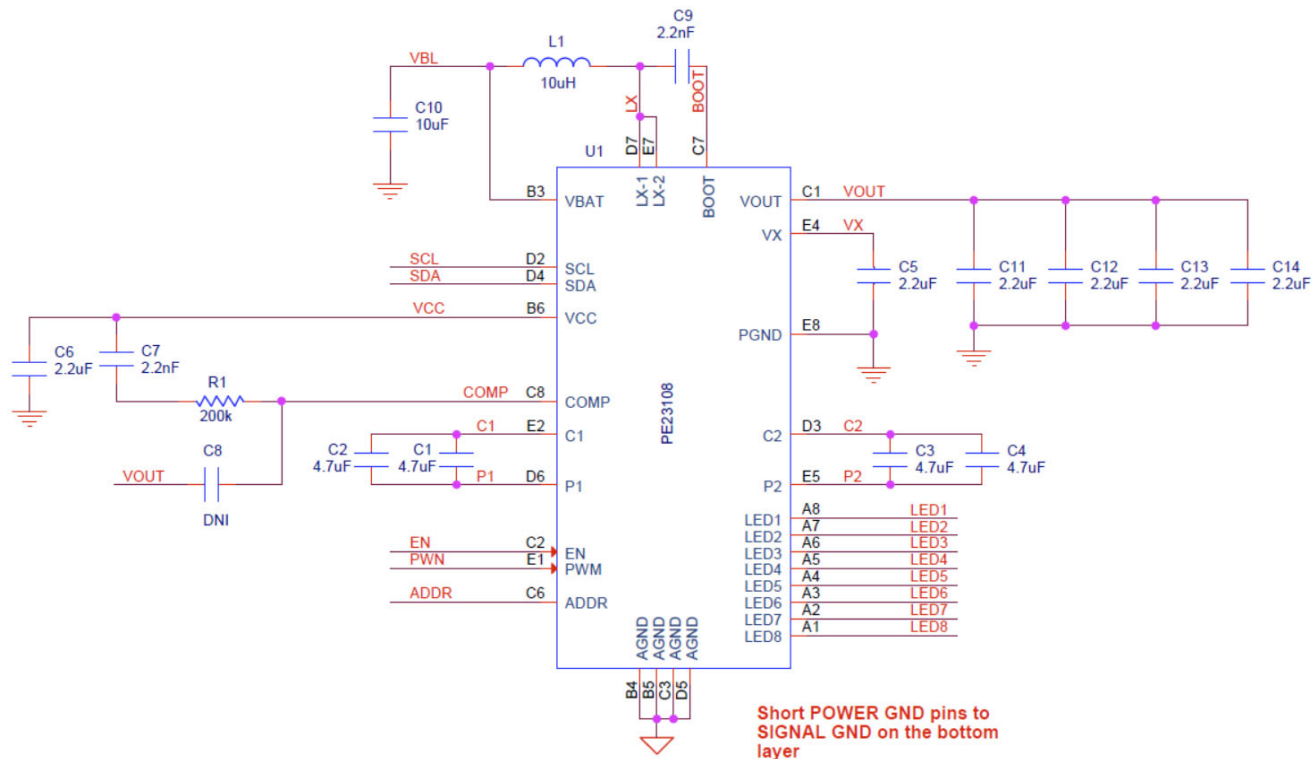 C9
2.2nF
L1
10uH
VBL
C10
10uF
LX
BOOT
D7
E7
C7
U1
LX-1
LX-2
BOOT
B3
VBAT
VOUT
C1
VOUT
VX
E4
VX
SCL
D2
SCL
SDA
D4
SDA
VCC
B6
VCC
C5
2.2uF
C11
2.2uF
C12
2.2uF
C13
2.2uF
C14
2.2uF
PGND
E8
C6
2.2uF
C7
2.2nF
R1
200k
COMP
C8
COMP
PE23108
C1
E2
C1
C2
4.7uF
C1
4.7uF
P1
D6
P1
C2
D3
C2
C3
4.7uF
C4
4.7uF
P2
E5
P2
C8
VOUT
DNI
EN
C2
EN
PWN
E1
PWM
ADDR
C6
ADDR
LED1
A8
LED1
LED2
A7
LED2
LED3
A6
LED3
LED4
A5
LED4
LED5
A4
LED5
LED6
A3
LED6
LED7
A2
LED7
LED8
A1
LED8
AGND
AGND
AGND
AGND
B4
B5
C3
D5
Short POWER GND pins to
SIGNAL GND on the bottom
layer